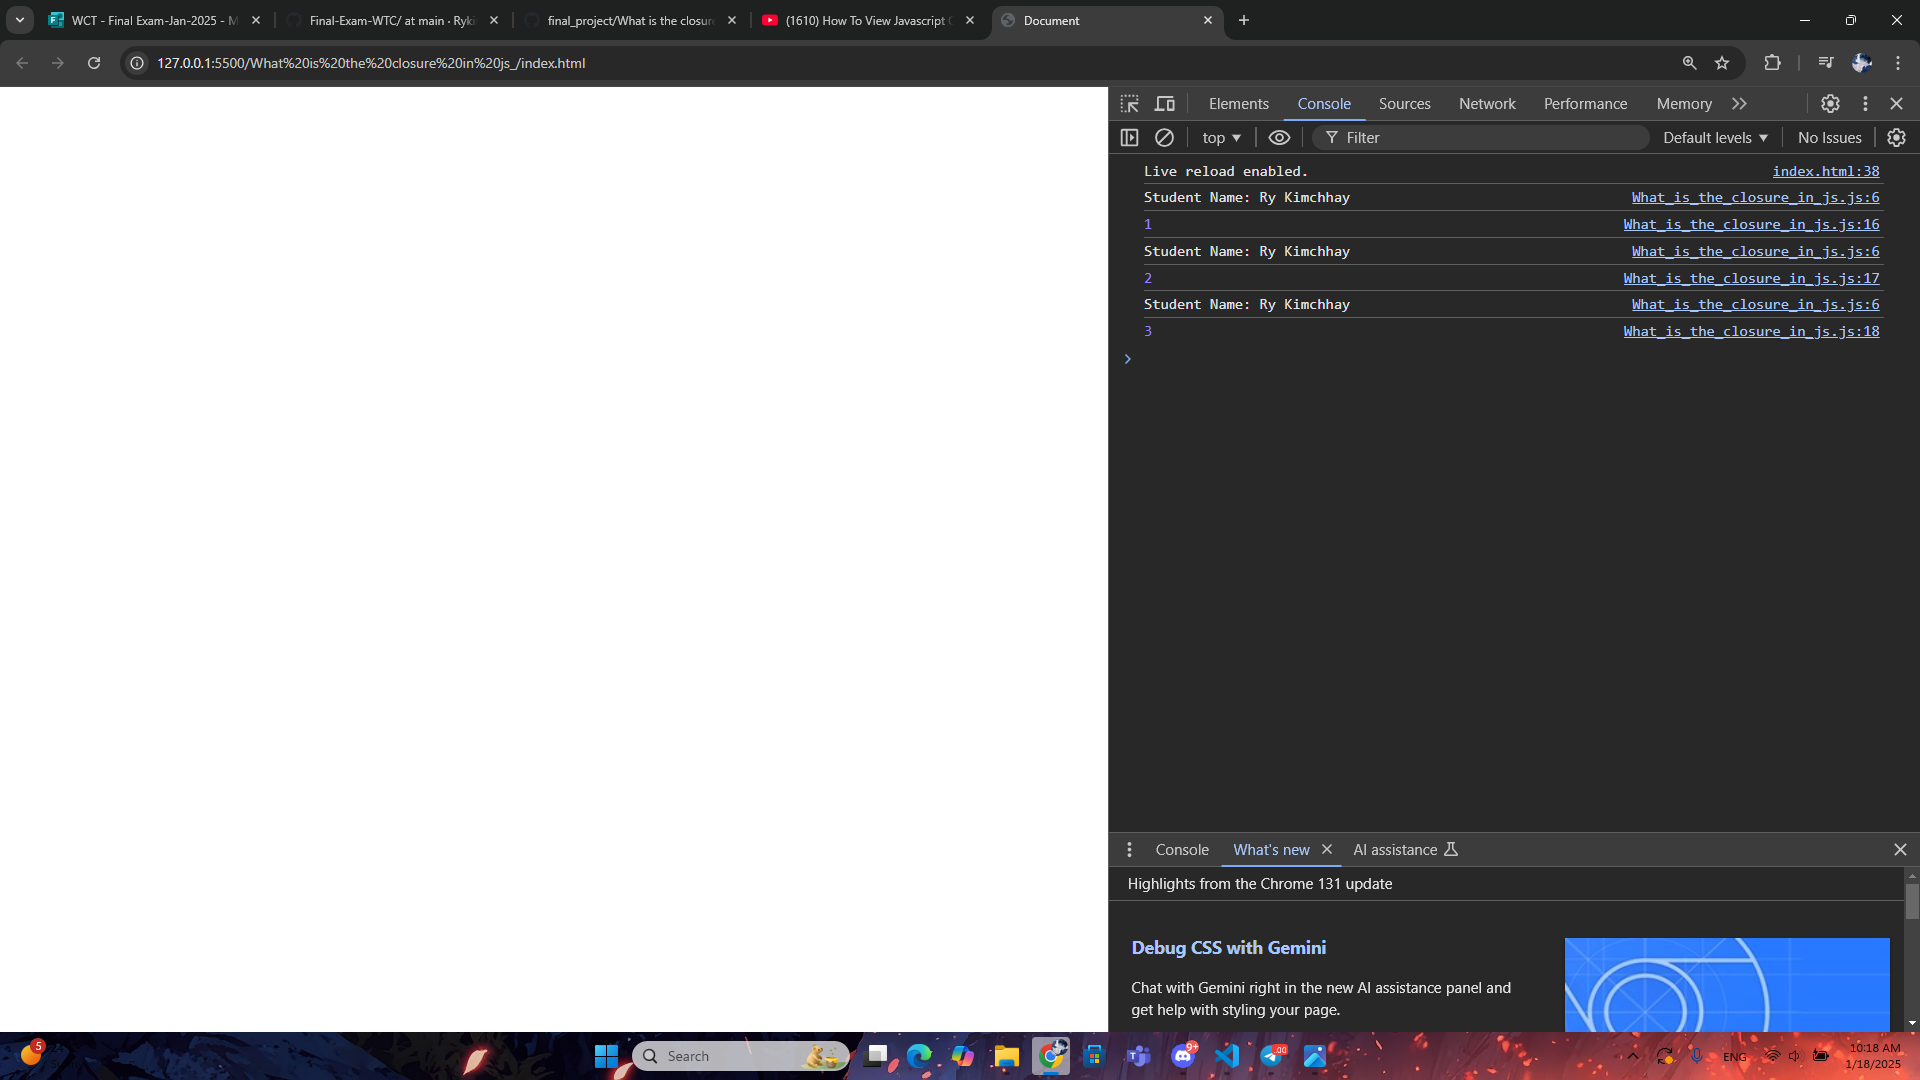 WCT - Final Exam-Jan-2025 - M
Final-Exam-WTC/ at main · Ryki
final_project/What is the closure
(1610) How To View Javascript C
Document
127.0.0.1:5500/What%20is%20the%20closure%20in%20js_/index.html
Elements Console Sources Network Performance Memory
top Filter Default levels No Issues
Live reload enabled. index.html:38
Student Name: Ry Kimchhay What_is_the_closure_in_js.js:6
1 What_is_the_closure_in_js.js:16
Student Name: Ry Kimchhay What_is_the_closure_in_js.js:6
2 What_is_the_closure_in_js.js:17
Student Name: Ry Kimchhay What_is_the_closure_in_js.js:6
3 What_is_the_closure_in_js.js:18
Console What's new AI assistance
Highlights from the Chrome 131 update
Debug CSS with Gemini
Chat with Gemini right in the new AI assistance panel and
get help with styling your page.
5
Search
9+
.00
ENG
10:18 AM
1/18/2025